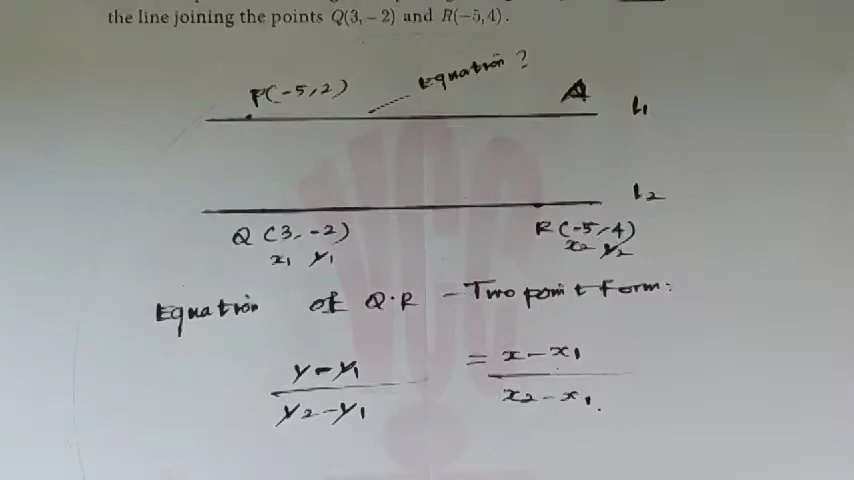 the line joining the points Q(3,−2) and R(−5,4).
P(-5,2)
Equation ?
L1
L2
Q (3,-2)
x1 y1
R(-5,4)
x2 y2
Equation of Q.R - Two point form:
y-y1 = x-x1
y2-y1 x2-x1.